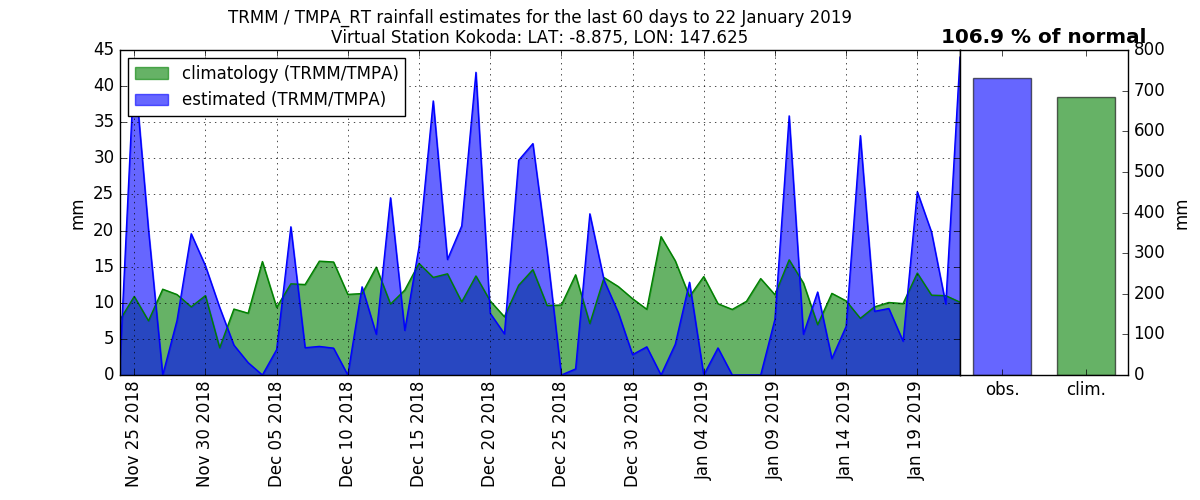 TRMM / TMPA_RT rainfall estimates for the last 60 days to 22 January 2019
Virtual Station Kokoda: LAT: -8.875, LON: 147.625
106.9 % of normal
climatology (TRMM/TMPA)
estimated (TRMM/TMPA)
45
40
35
30
25
20
15
10
5
0
mm
800
700
600
500
400
300
200
100
0
mm
obs.
clim.
Nov 25 2018
Nov 30 2018
Dec 05 2018
Dec 10 2018
Dec 15 2018
Dec 20 2018
Dec 25 2018
Dec 30 2018
Jan 04 2019
Jan 09 2019
Jan 14 2019
Jan 19 2019